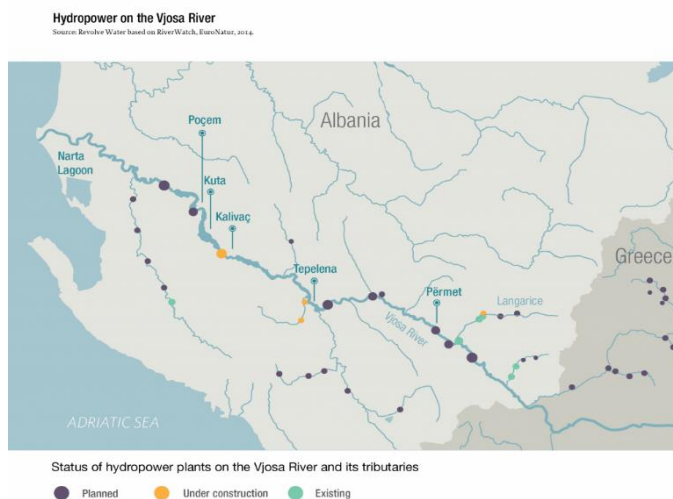 Hydropower on the Vjosa River
Source: Revolve Water based on RiverWatch, EuroNatur, 2014.
Albania
Poçem
Narta
Lagoon
Kuta
Kalivaç
Greece
Tepelena
Përmet
Langarice
Vjosa River
ADRIATIC SEA
Status of hydropower plants on the Vjosa River and its tributaries
Planned
Under construction
Existing